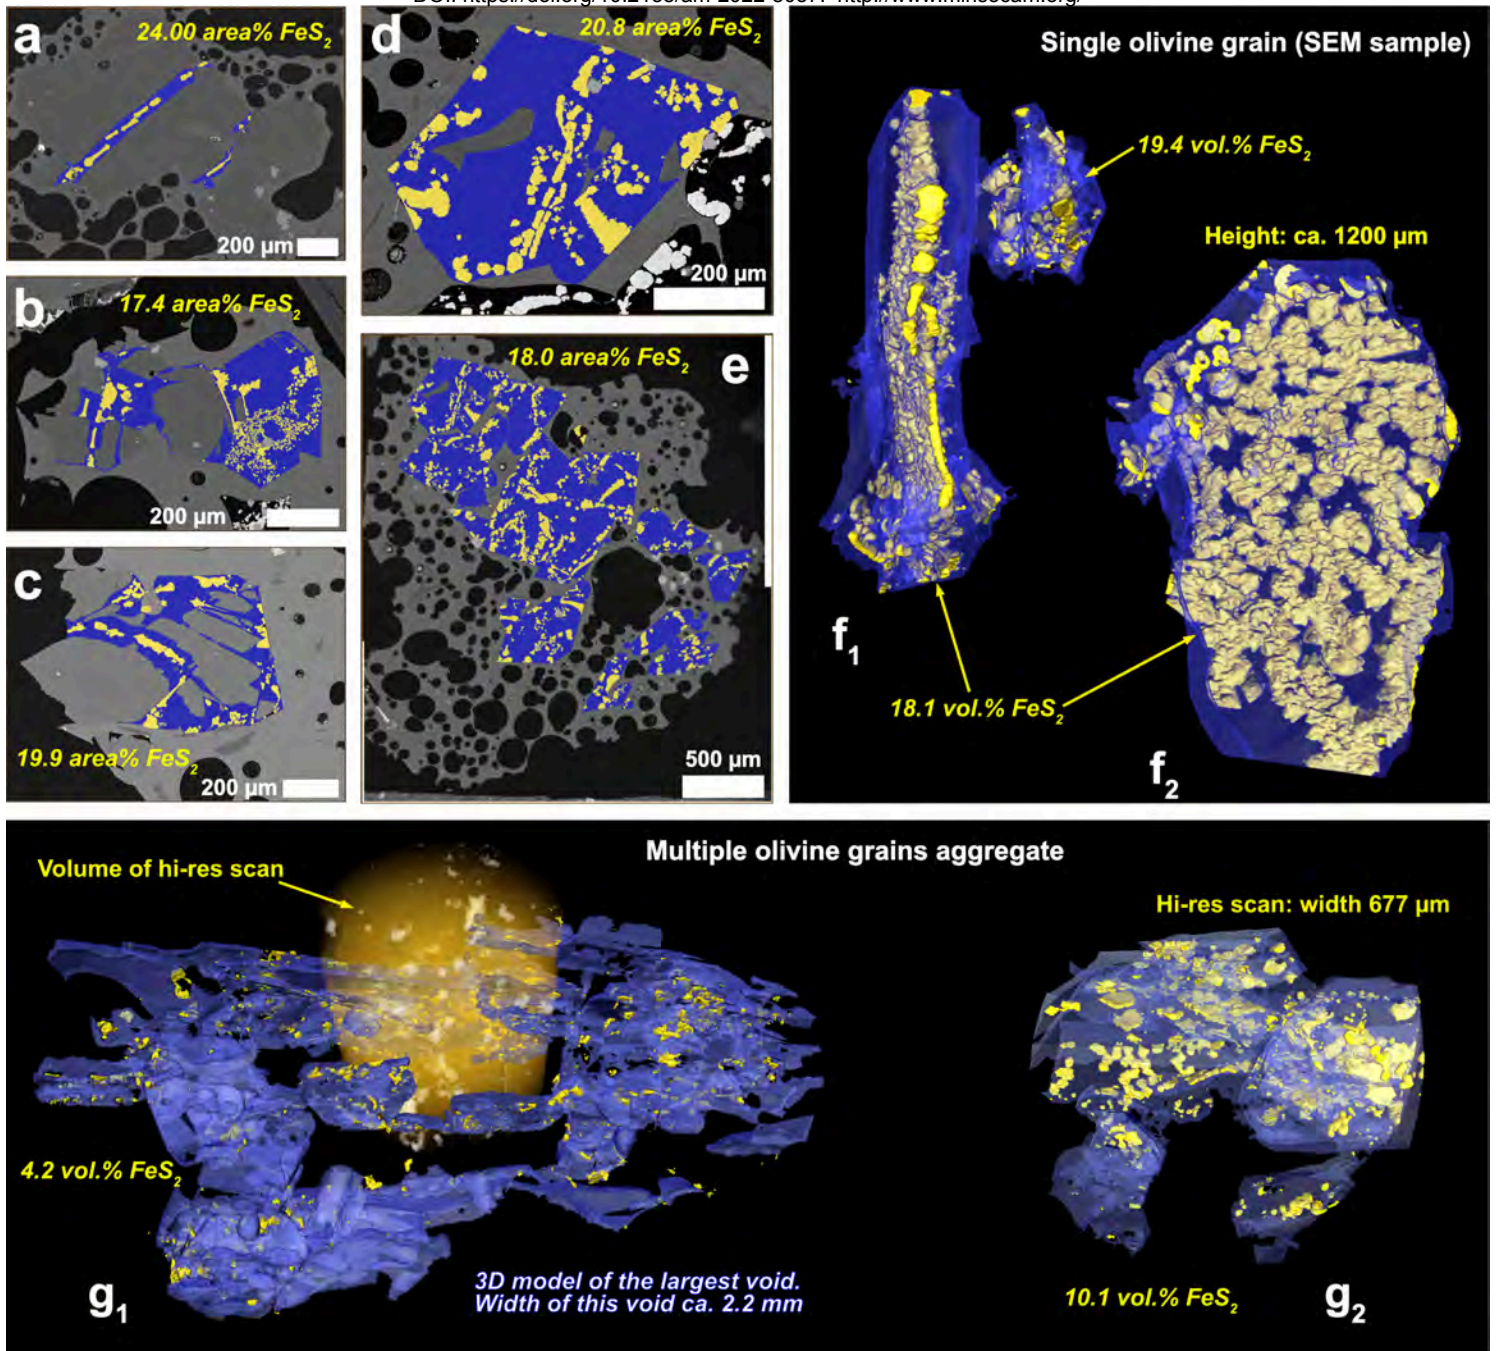 a
24.00 area% FeS₂
200 µm
b
17.4 area% FeS₂
200 µm
c
19.9 area% FeS₂
200 µm
d
20.8 area% FeS₂
200 µm
18.0 area% FeS₂
e
500 µm
Single olivine grain (SEM sample)
19.4 vol.% FeS₂
Height: ca. 1200 µm
f₁
18.1 vol.% FeS₂
f₂
Multiple olivine grains aggregate
Volume of hi-res scan
4.2 vol.% FeS₂
g₁
3D model of the largest void.
Width of this void ca. 2.2 mm
Hi-res scan: width 677 µm
10.1 vol.% FeS₂
g₂